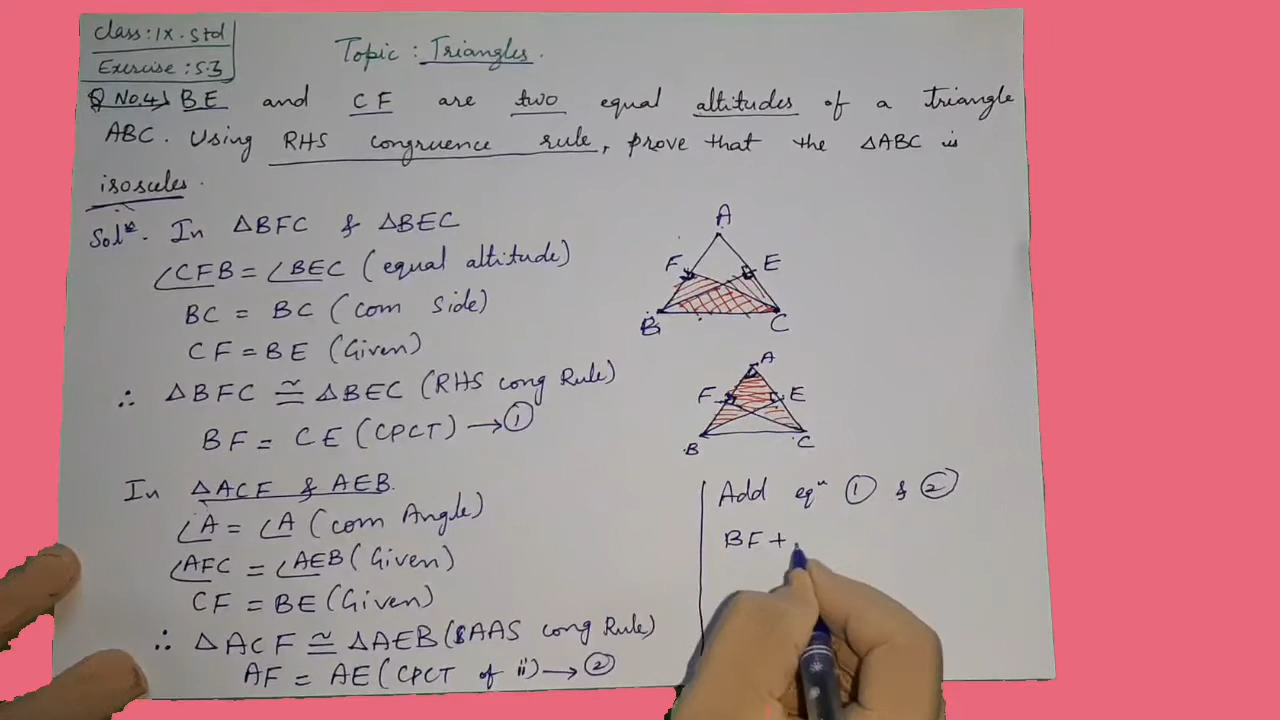 Class: IX. Std
Exercise: 5.3
Topic: Triangles.
Q No.4) BE and CF are two equal altitudes of a triangle
ABC. Using RHS congruence rule, prove that the △ABC is
isosules.
Solⁿ. In △BFC & △BEC
∠CFB = ∠BEC (equal altitude)
BC = BC (com side)
CF = BE (Given)
∴ △BFC ≅ △BEC (RHS cong Rule)
BF = CE (CPCT) → ①
In △ACF & AEB.
∠A = ∠A (com Angle)
∠AFC = ∠AEB (Given)
CF = BE (Given)
∴ △ACF ≅ △AEB (AAS cong Rule)
AF = AE (CPCT of ii) → ②
A
F E
B C
A
F E
B C
Add eqⁿ ① & ②
BF +